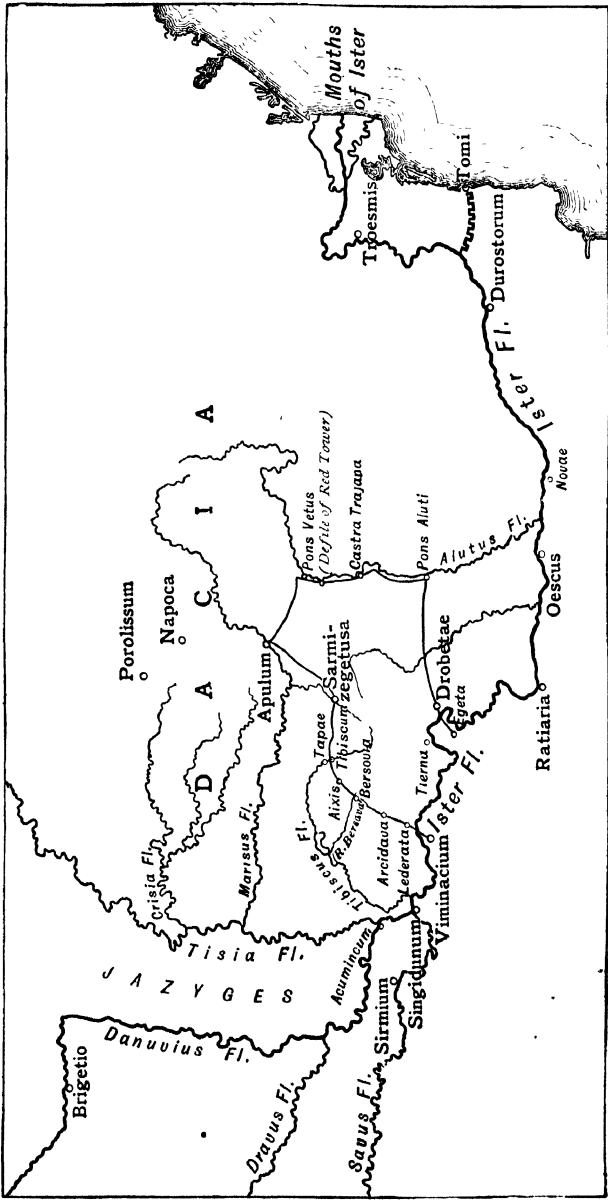 Brigetio
Danuvius Fl.
Dravus Fl.
Savus Fl.
JAZYGES
Tisia Fl.
Crisia Fl.
Marisus Fl.
Tibiscus Fl.
(R. Bersava)
Acumincum
Sirmium
Singidunum
Viminacium
Lederata
Arcidava
Aixis
Bersovia
Tibiscum
Tapae
Sarmi-
zegetusa
Apulum
Porolissum
Napoca
DACIA
Tierna
Drobetae
Egeta
Ister Fl.
Ratiaria
Oescus
Novae
Pons Vetus
(Defile of Red Tower)
Castra Trajana
Pons Aluti
Alutus Fl.
Ister Fl.
Durostorum
Troesmis
Tomi
Mouths
of Ister